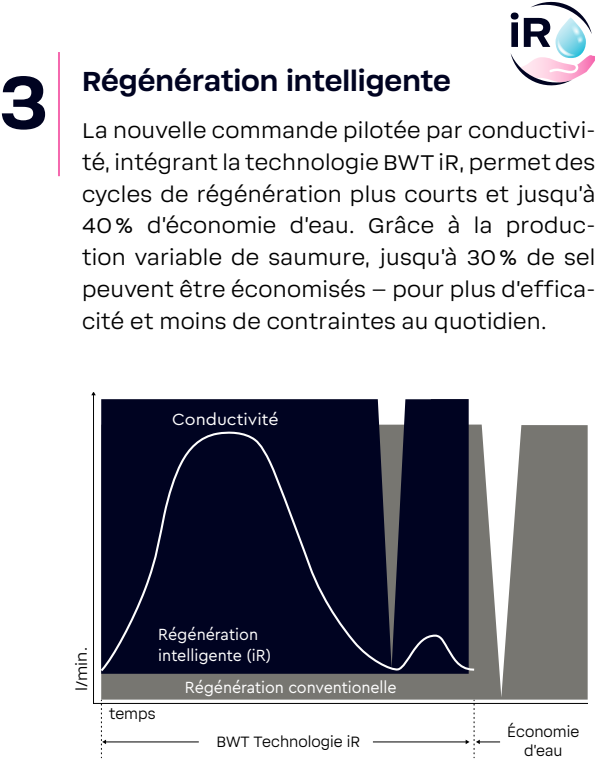 iR
3
Régénération intelligente
La nouvelle commande pilotée par conductivi-
té, intégrant la technologie BWT iR, permet des
cycles de régénération plus courts et jusqu'à
40 % d'économie d'eau. Grâce à la produc-
tion variable de saumure, jusqu'à 30 % de sel
peuvent être économisés – pour plus d'effica-
cité et moins de contraintes au quotidien.
Conductivité
Régénération
intelligente (iR)
Régénération conventionelle
l/min.
temps
BWT Technologie iR
Économie
d'eau